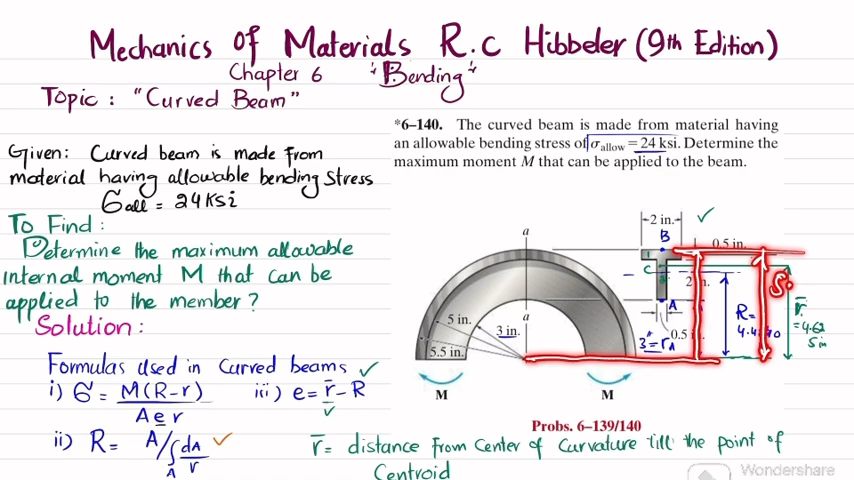 Mechanics of Materials R.C Hibbeler (9th Edition)
Chapter 6 "Bending"
Topic : "Curved Beam"
*6–140. The curved beam is made from material having
an allowable bending stress of σallow = 24 ksi. Determine the
maximum moment M that can be applied to the beam.
Given: Curved beam is made from
material having allowable bending Stress
σall = 24 Ksi
To Find:
Determine the maximum allowable
internal moment M that can be
applied to the member?
Solution:
Formulas used in Curved beams
i) σ = M(R-r) / A e r
iii) e = r̄ - R
ii) R = A / ∫A dA/r
a
a
5 in.
3 in.
5.5 in.
M
M
2 in.
B
0.5 in.
1
C
2 in.
A
0.5 in.
3" = rA
R=
r̄
=4.62
5in
5.
Probs. 6–139/140
r̄ = distance from center of curvature till the point of
Centroid
Wondershare